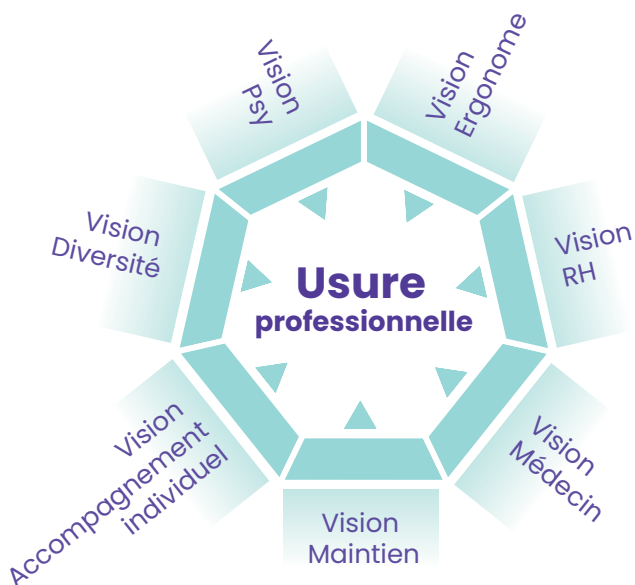 Vision
Psy
Vision
Ergonome
Vision
Diversité
Vision
RH
Usure
professionnelle
Vision
Accompagnement
individuel
Vision
Médecin
Vision
Maintien